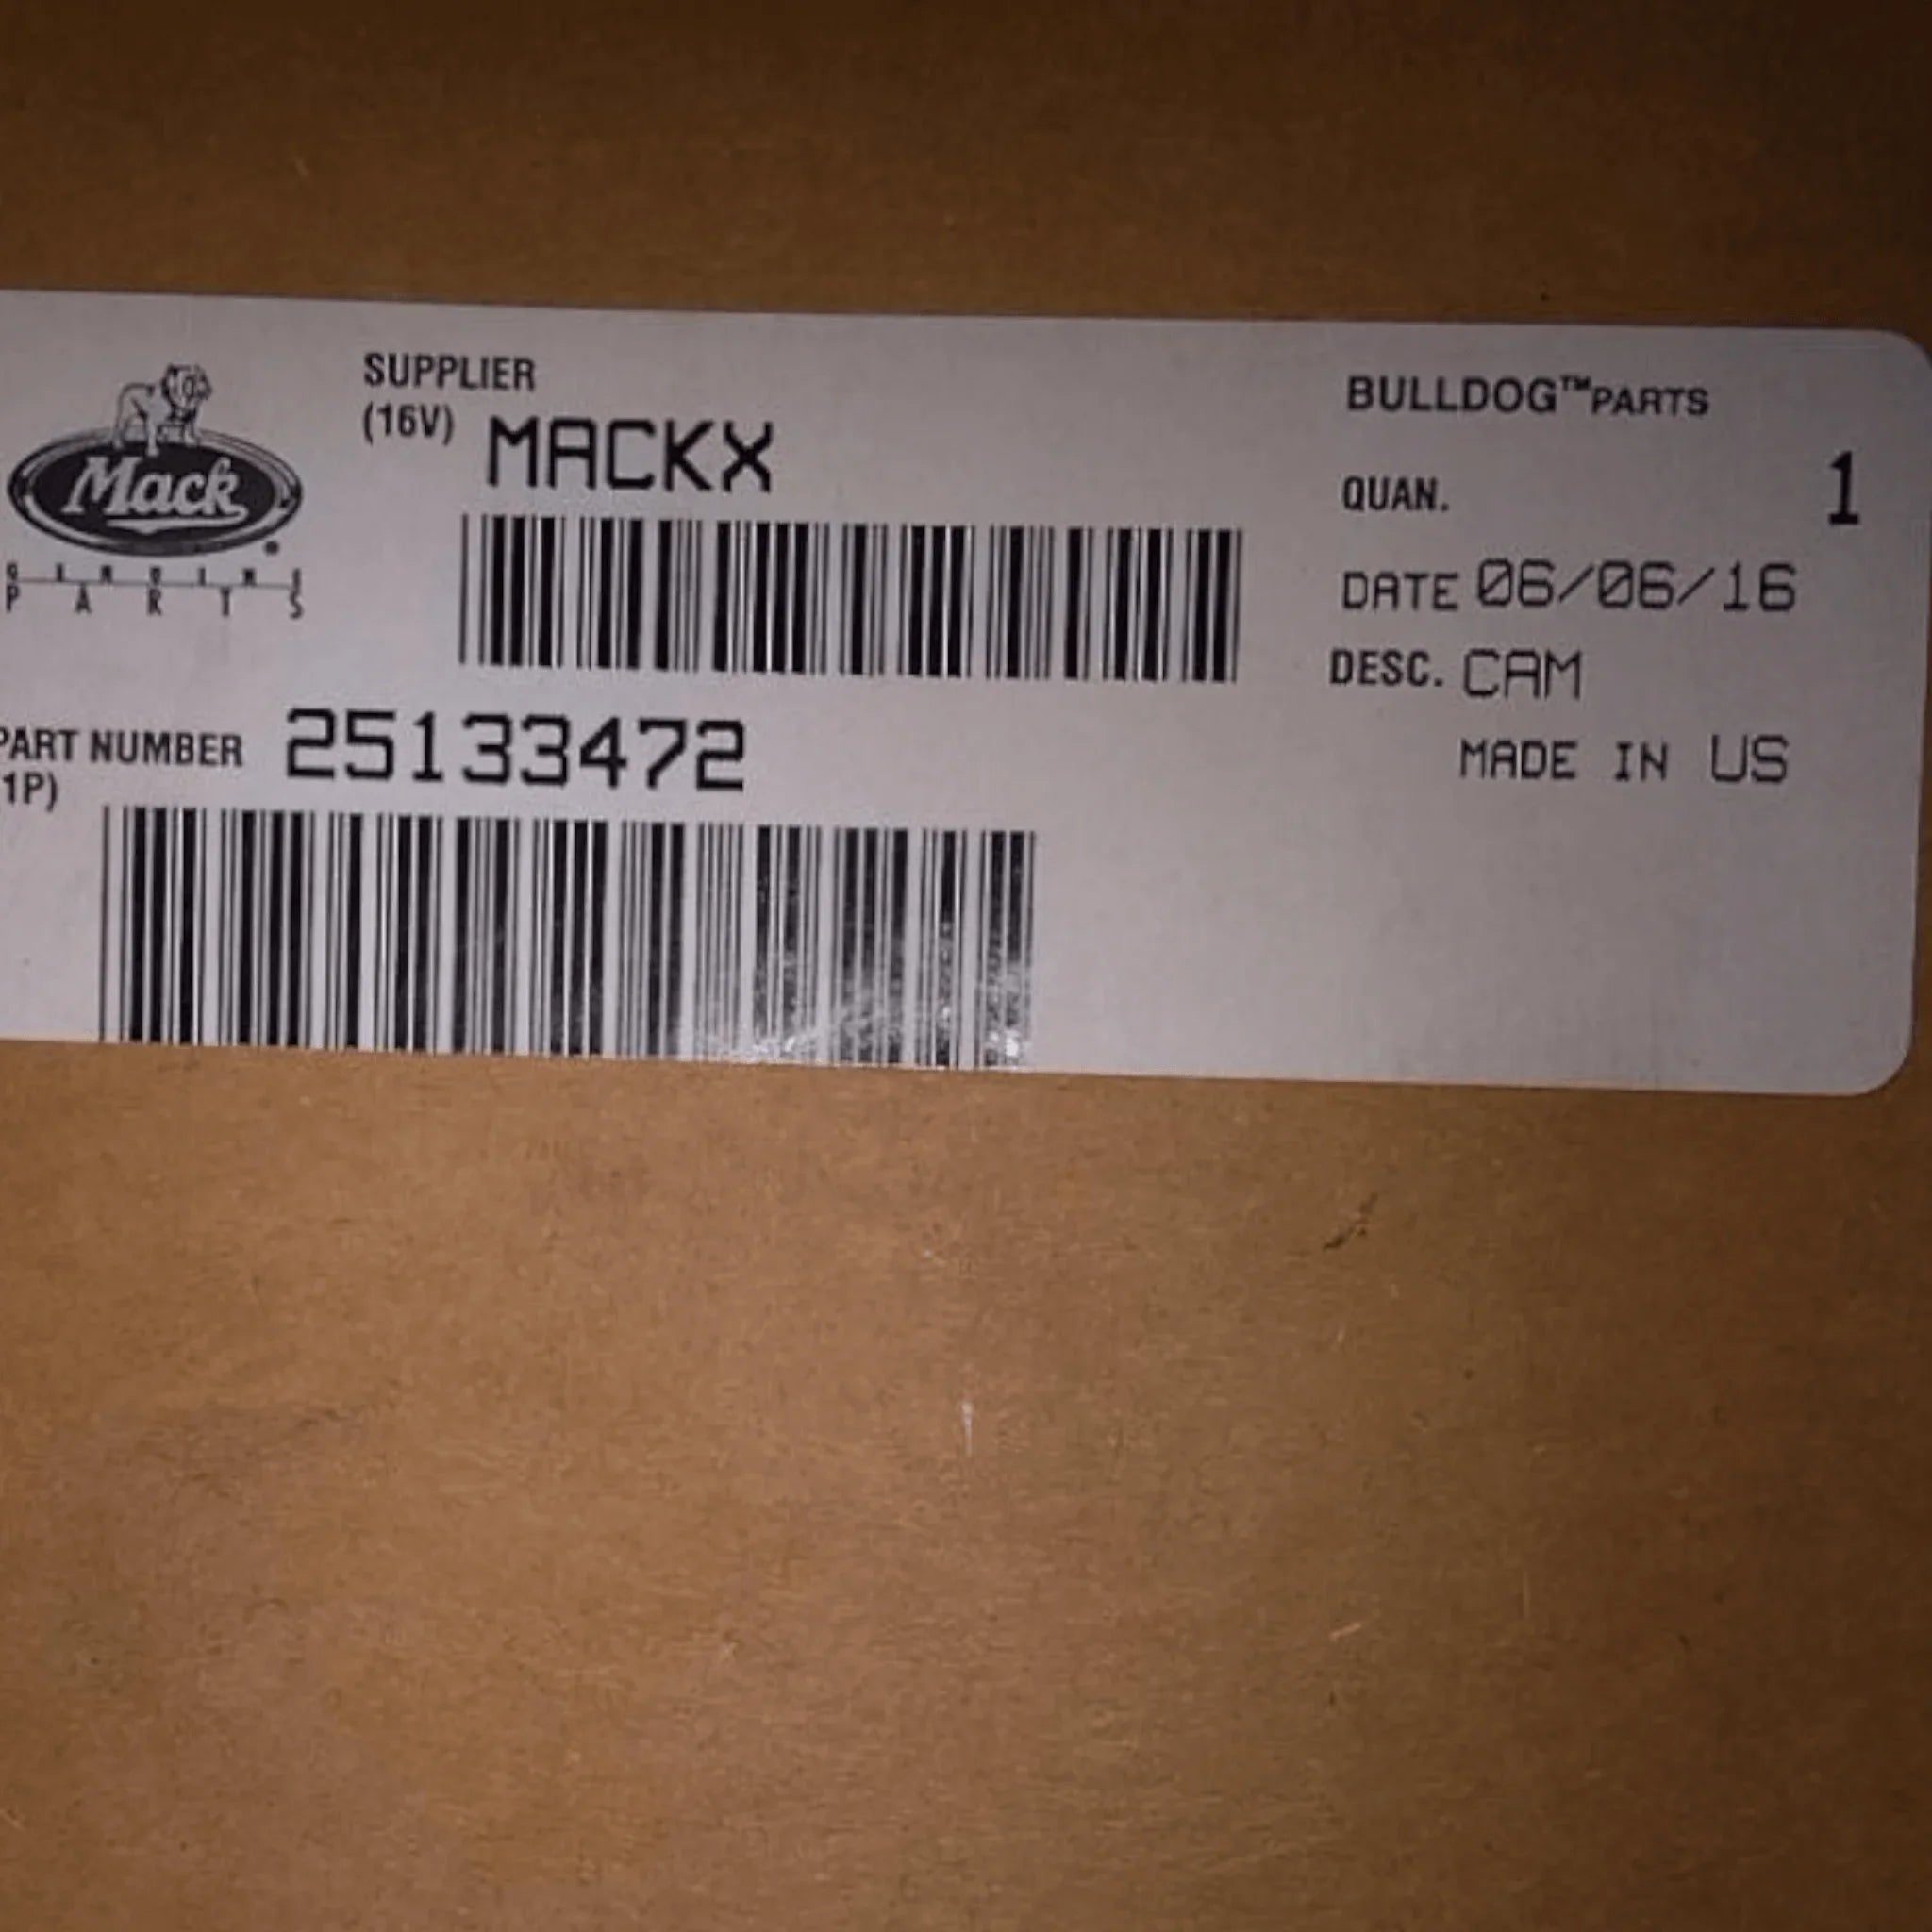 SUPPLIER
(16V) MACKX
Mack
GENUINE
PARTS
PART NUMBER 25133472
1P)
BULLDOG™PARTS
QUAN. 1
DATE 06/06/16
DESC. CAM
MADE IN US